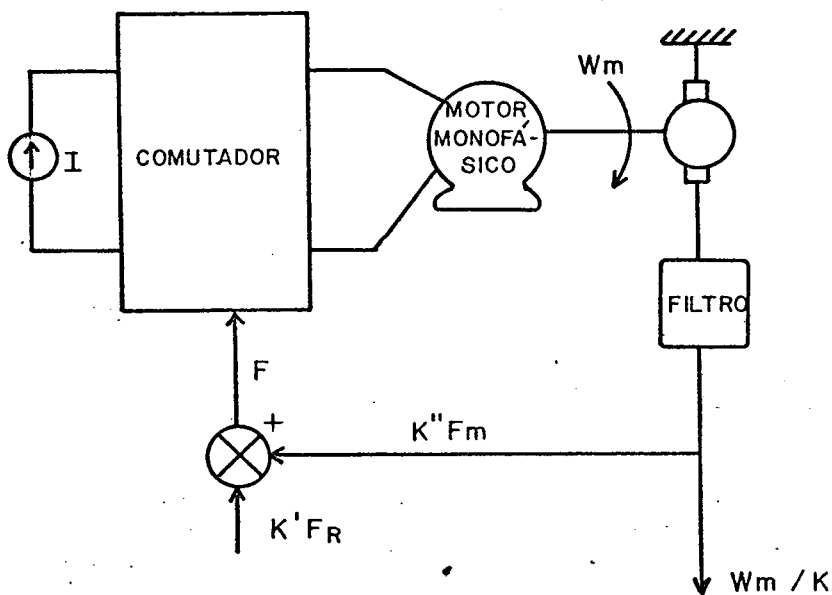 Wm
MOTOR
MONOFÁ-
SICO
COMUTADOR
I
FILTRO
F
+
K"Fm
K'FR
Wm / K